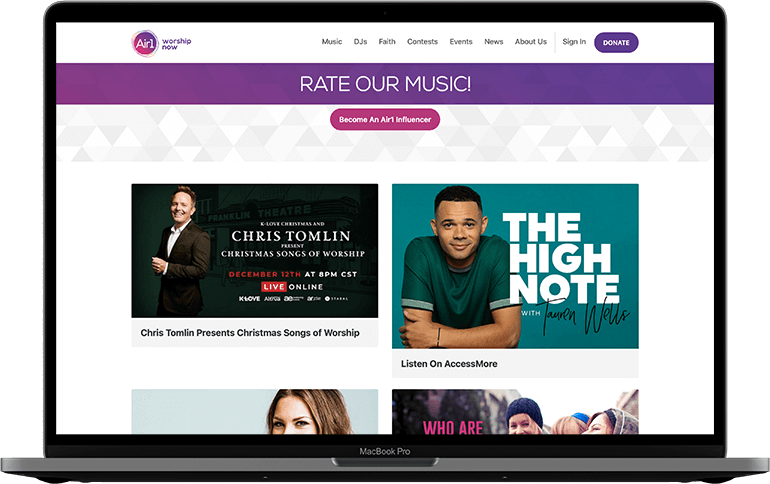 Air1
worship
now
Music DJs Faith Contests Events News About Us Sign In DONATE
RATE OUR MUSIC!
Become An Air1 Influencer
FRANKLIN THEATRE
K-LOVE CHRISTMAS AND
CHRIS TOMLIN
PRESENT
CHRISTMAS SONGS OF WORSHIP
DECEMBER 12TH AT 8PM CST
LIVE ONLINE
K-LOVE
Chris Tomlin Presents Christmas Songs of Worship
THE
HIGH
NOTE
WITH Tauren Wells
Listen On AccessMore
WHO ARE
MacBook Pro